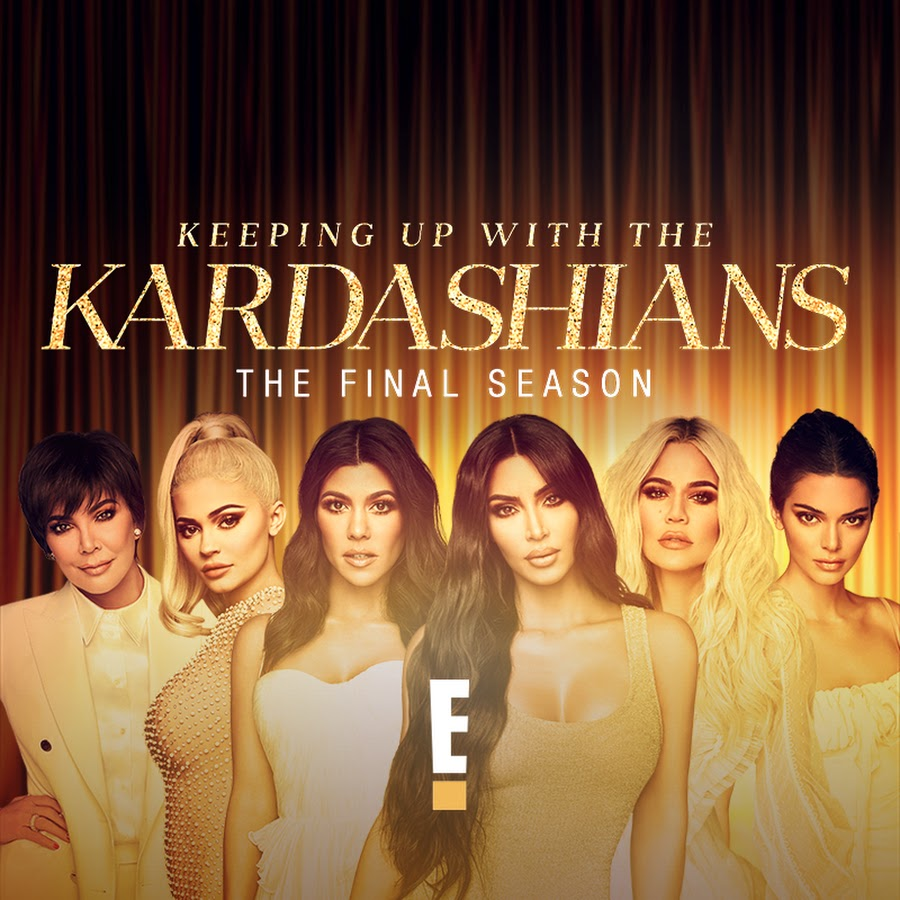 KEEPING UP WITH THE
KARDASHIANS
THE FINAL SEASON
E